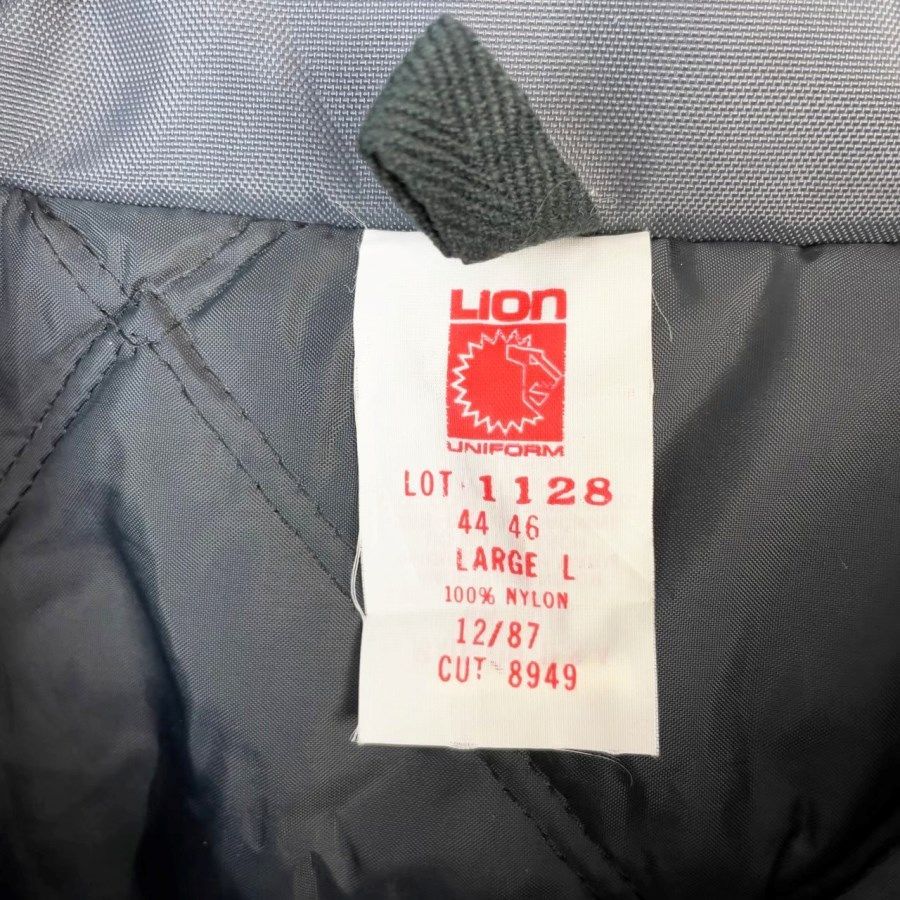 LION
UNIFORM
LOT 1128
44 46
LARGE L
100% NYLON
12/87
CUT 8949